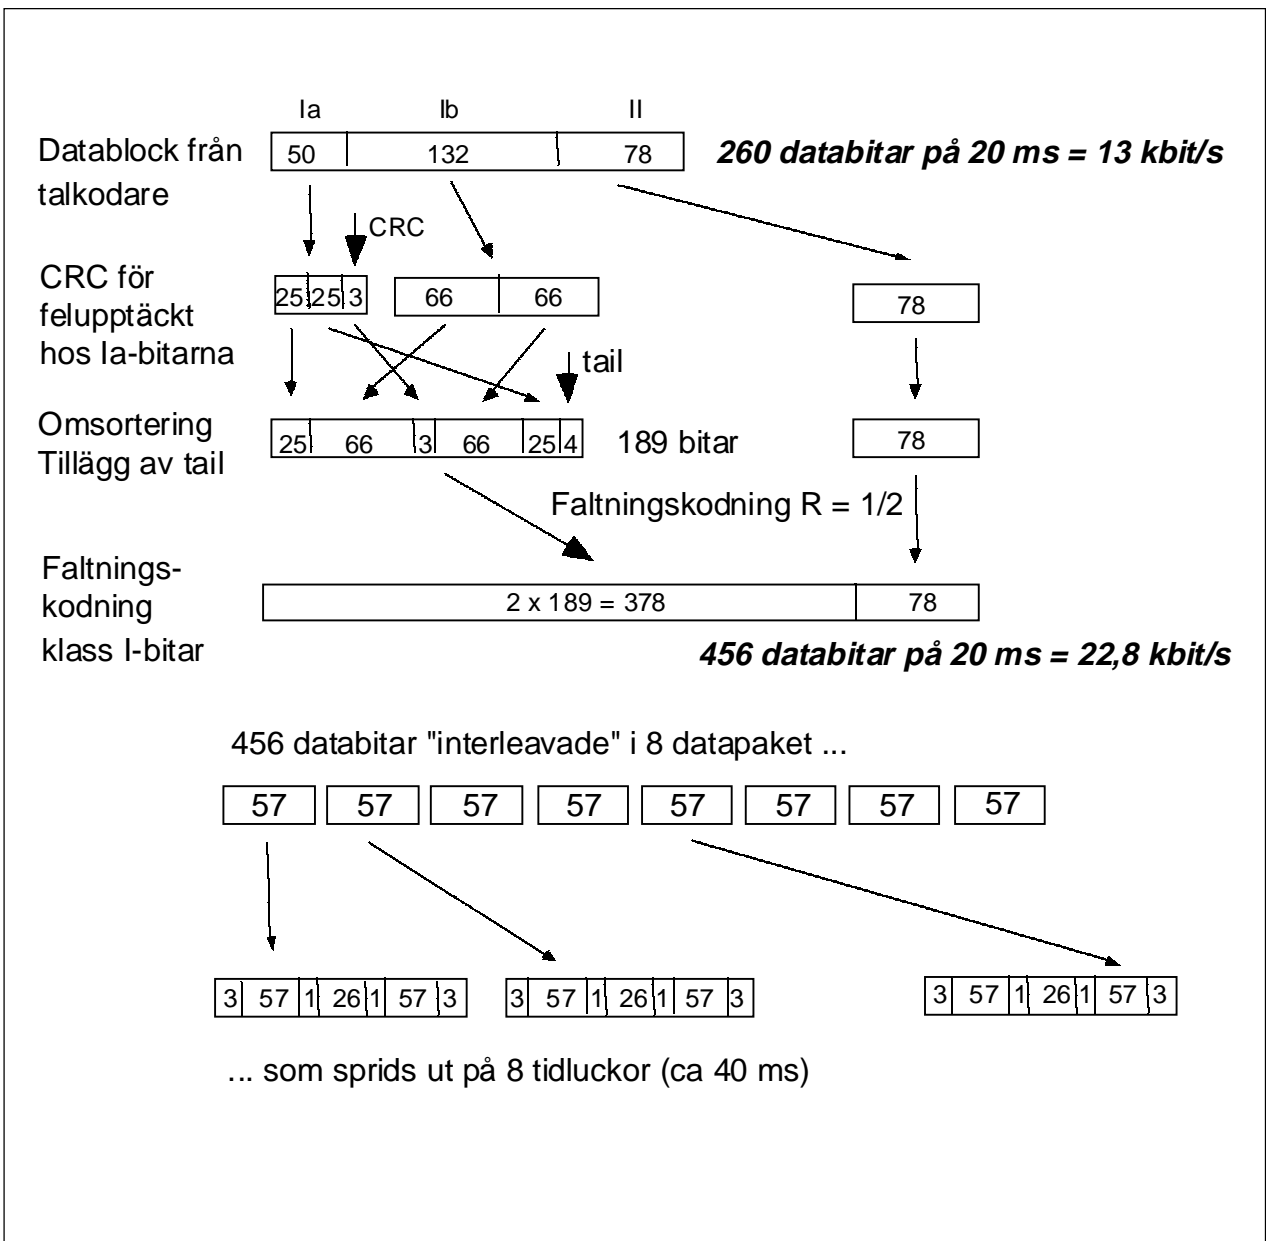 Ia Ib II
Datablock från
talkodare
50 132 78
260 databitar på 20 ms = 13 kbit/s
CRC
CRC för
felupptäckt
hos Ia-bitarna
25 25 3 66 66 78
tail
Omsortering
Tillägg av tail
25 66 3 66 25 4
189 bitar
78
Faltningskodning R = 1/2
Faltnings-
kodning
klass I-bitar
2 x 189 = 378 78
456 databitar på 20 ms = 22,8 kbit/s
456 databitar "interleavade" i 8 datapaket ...
57 57 57 57 57 57 57 57
3 57 1 26 1 57 3 3 57 1 26 1 57 3 3 57 1 26 1 57 3
... som sprids ut på 8 tidluckor (ca 40 ms)